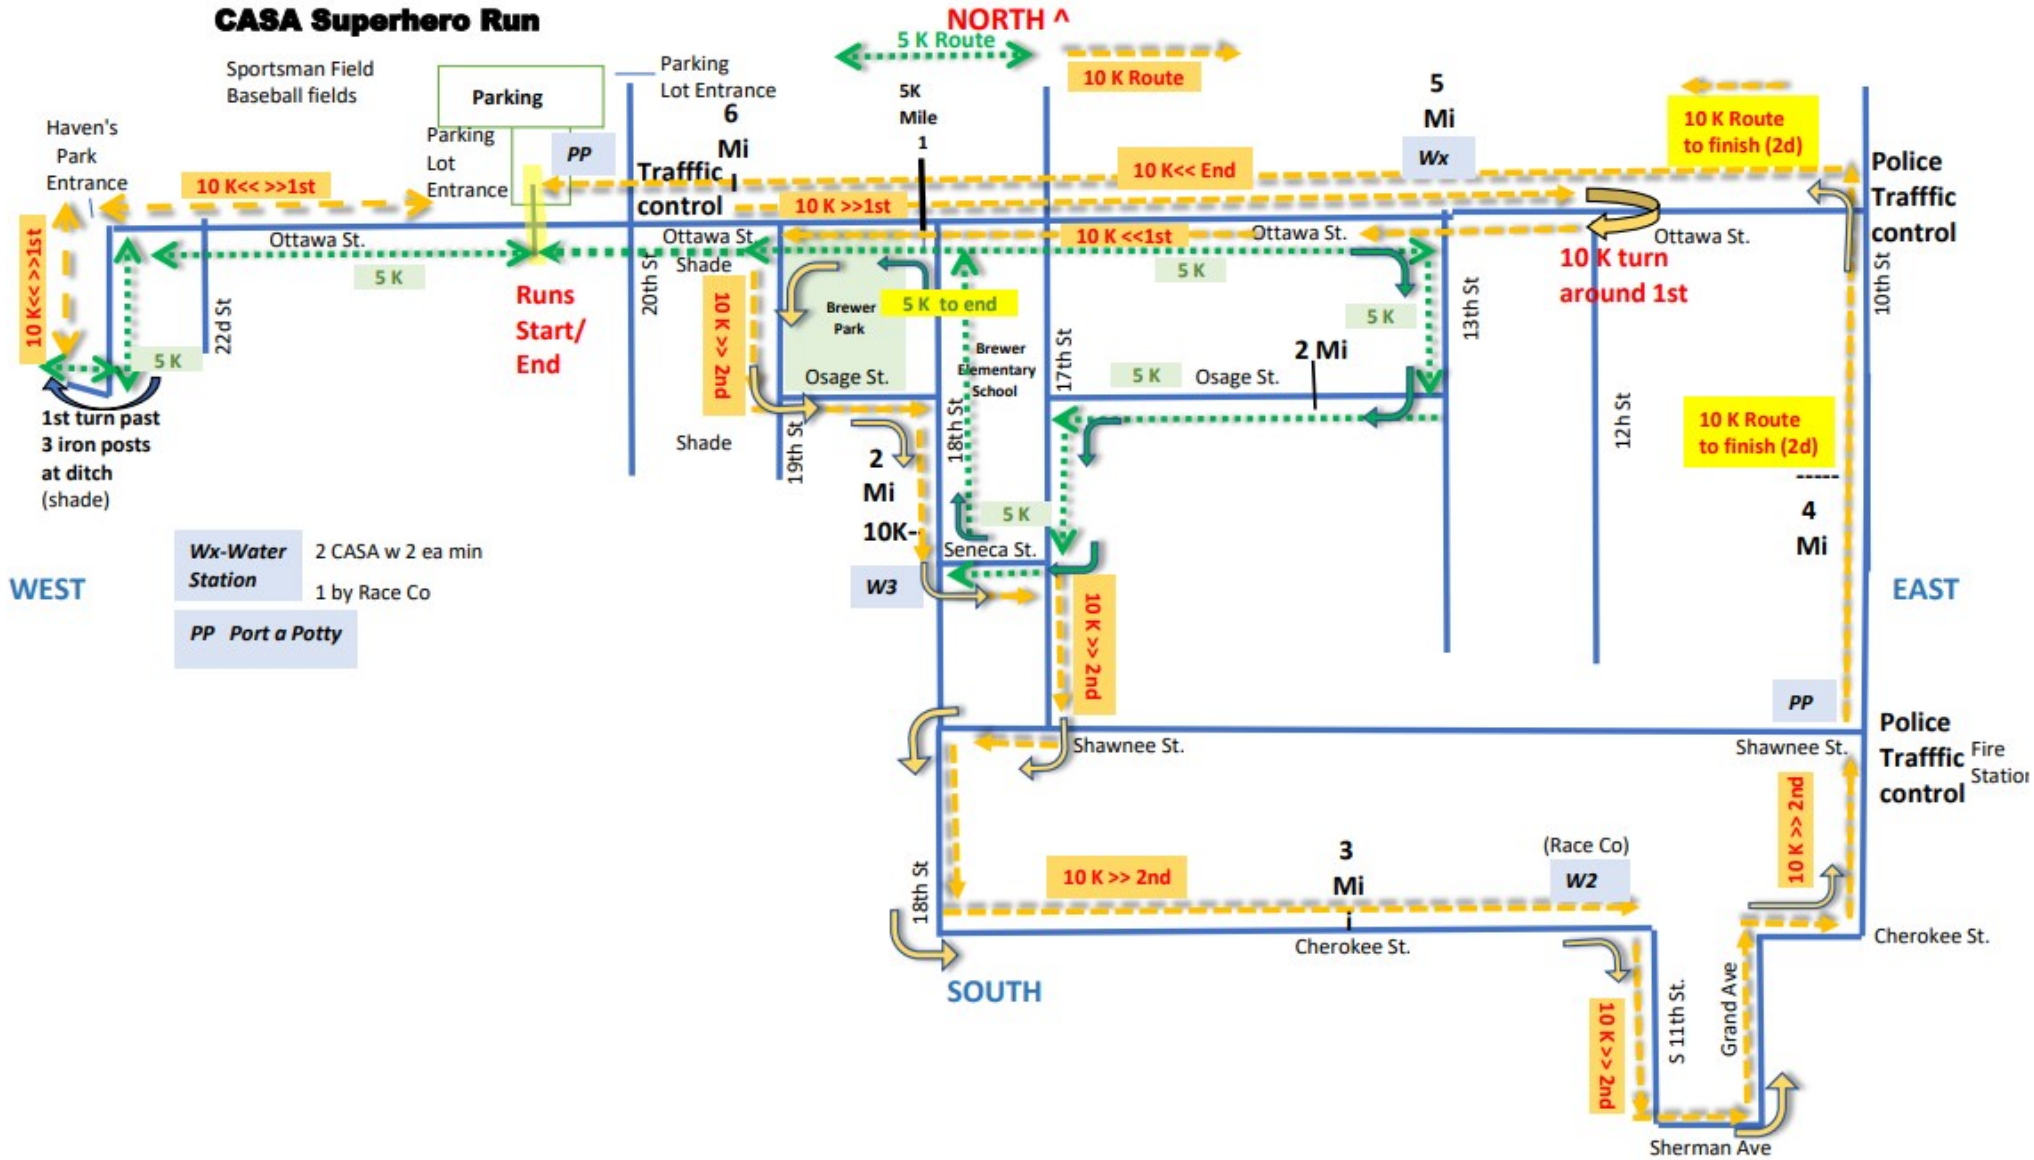 CASA Superhero Run
NORTH ^
5 K Route
10 K Route
Sportsman Field
Baseball fields
Parking
Parking
Lot Entrance
6
Mi
5K
Mile
1
5
Mi
10 K Route
to finish (2d)
Haven's
Park
Entrance
Parking
Lot
Entrance
PP
Trafffic
control
Wx
Police
Trafffic
control
10 K<< >>1st
10 K<< End
10 K >>1st
10 K<< >>1st
Ottawa St.
Ottawa St.
10 K <<1st
Ottawa St.
Ottawa St.
5 K
Shade
5 K
10 K turn
around 1st
22d St
Runs
Start/
End
20th St
10 K >> 2nd
Brewer
Park
5 K to end
5 K
13th St
10th St
5 K
Brewer
Elementary
School
17th St
2 Mi
Osage St.
5 K
Osage St.
1st turn past
3 iron posts
at ditch
(shade)
Shade
19th St
18th St
12h St
10 K Route
to finish (2d)
2
Mi
10K-
-----
4
Mi
5 K
Seneca St.
Wx-Water
Station
2 CASA w 2 ea min
1 by Race Co
WEST
W3
EAST
PP Port a Potty
10 K >> 2nd
PP
Shawnee St.
Shawnee St.
Police
Trafffic
control
Fire
Station
10 K >> 2nd
18th St
10 K >> 2nd
3
Mi
i
(Race Co)
W2
Cherokee St.
Cherokee St.
SOUTH
10 K >> 2nd
S 11th St.
Grand Ave
Sherman Ave